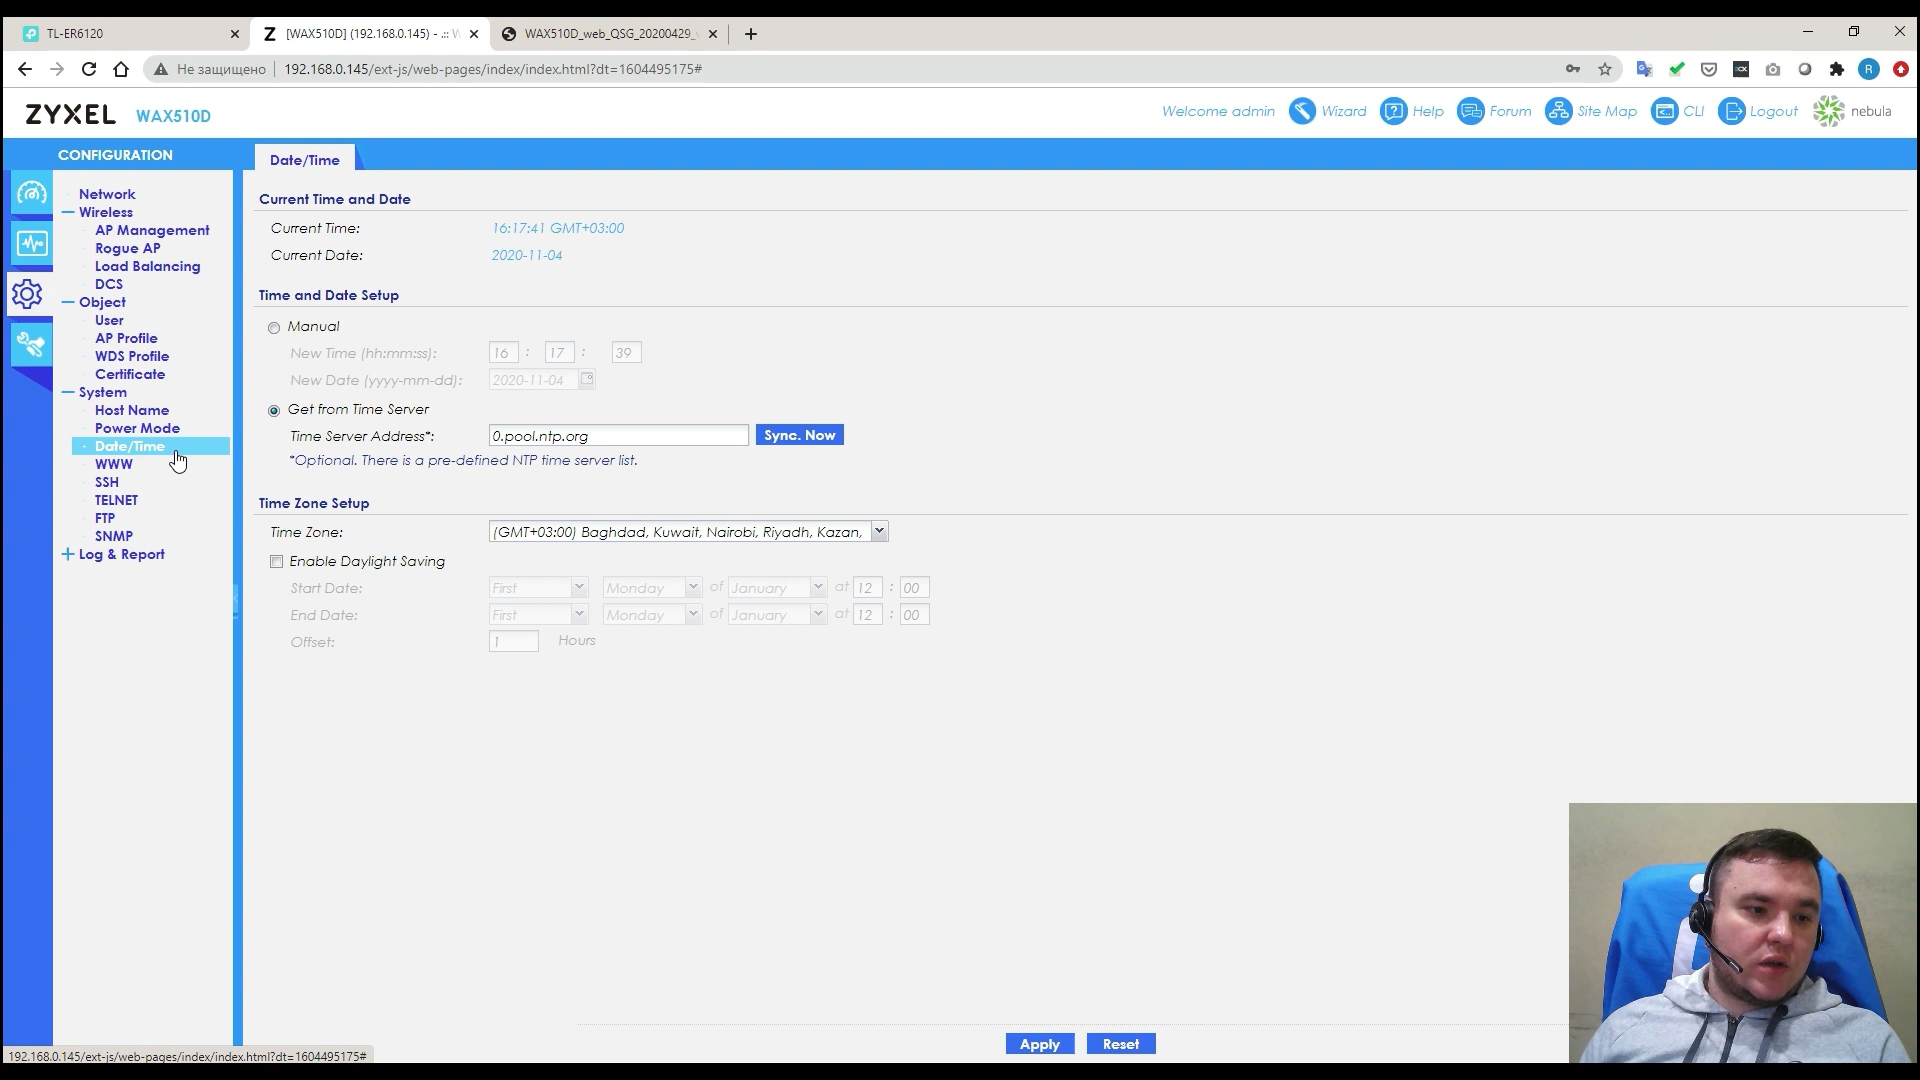 TL-ER6120
[WAX510D] (192.168.0.145) - .::
WAX510D_web_QSG_20200429_
Не защищено
192.168.0.145/ext-js/web-pages/index/index.html?dt=1604495175#
R
ZYXEL WAX510D
Welcome admin Wizard Help Forum Site Map CLI Logout nebula
CONFIGURATION
Date/Time
Network
Wireless
AP Management
Rogue AP
Load Balancing
DCS
Object
User
AP Profile
WDS Profile
Certificate
System
Host Name
Power Mode
Date/Time
WWW
SSH
TELNET
FTP
SNMP
Log & Report
Current Time and Date
Current Time: 16:17:41 GMT+03:00
Current Date: 2020-11-04
Time and Date Setup
Manual
New Time (hh:mm:ss): 16 : 17 : 39
New Date (yyyy-mm-dd): 2020-11-04
Get from Time Server
Time Server Address*: 0.pool.ntp.org Sync. Now
*Optional. There is a pre-defined NTP time server list.
Time Zone Setup
Time Zone: (GMT+03:00) Baghdad, Kuwait, Nairobi, Riyadh, Kazan,
Enable Daylight Saving
Start Date: First Monday of January at 12 : 00
End Date: First Monday of January at 12 : 00
Offset: 1 Hours
Apply Reset
192.168.0.145/ext-js/web-pages/index/index.html?dt=1604495175#